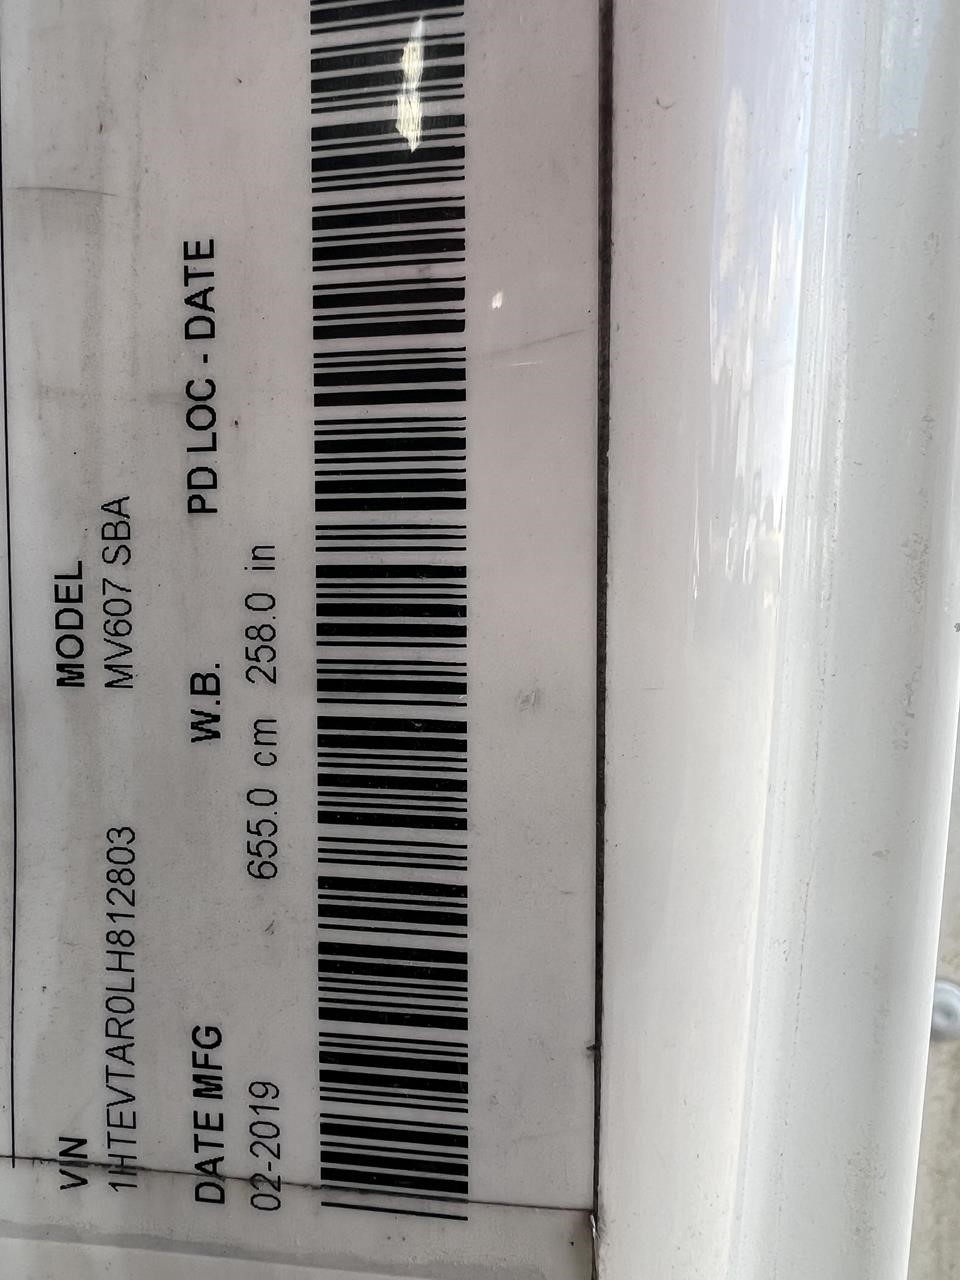 VIN MODEL
1HTEVTAR0LH812803 MV607 SBA
DATE MFG W.B. PD LOC - DATE
02-2019 655.0 cm 258.0 in